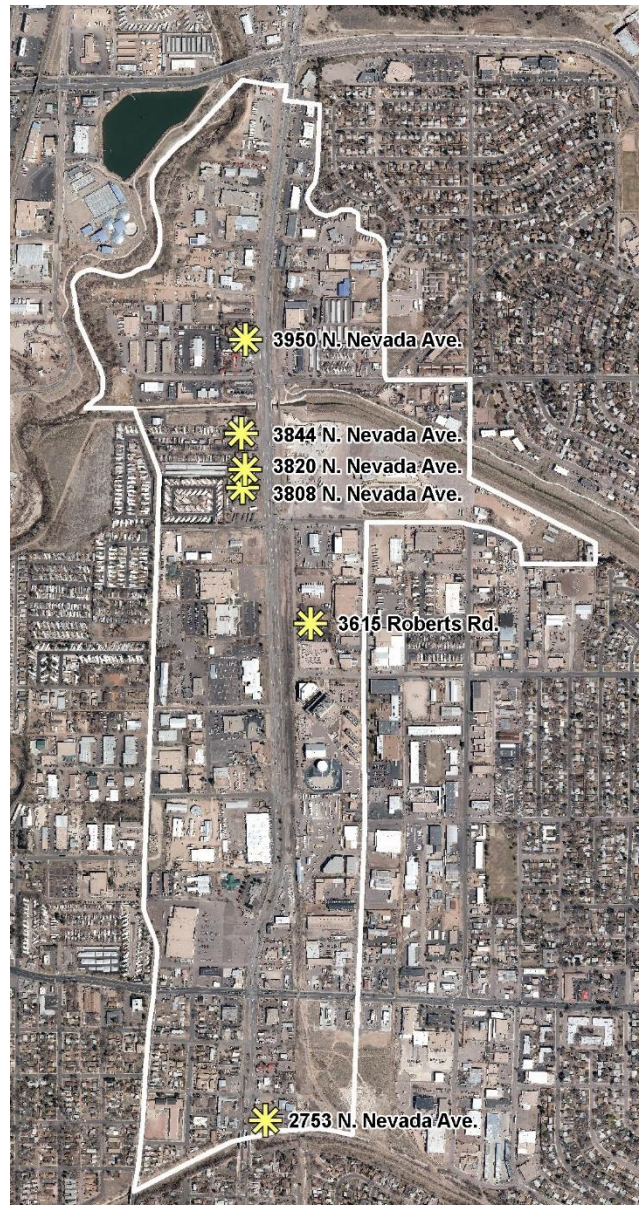 3950 N. Nevada Ave.
3844 N. Nevada Ave.
3820 N. Nevada Ave.
3808 N. Nevada Ave.
3615 Roberts Rd.
2753 N. Nevada Ave.